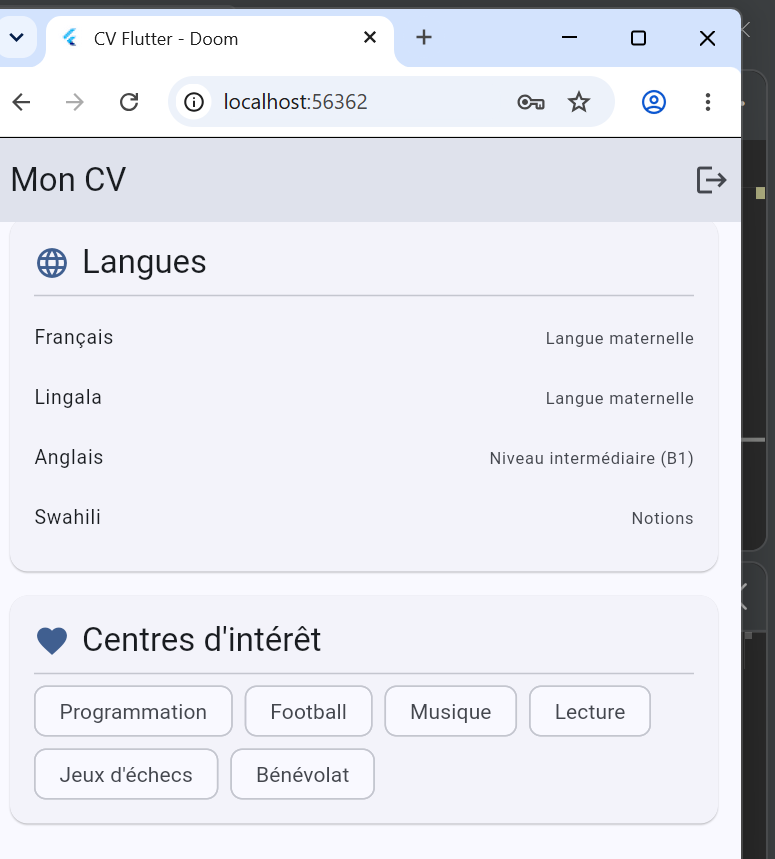 CV Flutter - Doom
localhost:56362
Mon CV
Langues
Français Langue maternelle
Lingala Langue maternelle
Anglais Niveau intermédiaire (B1)
Swahili Notions
Centres d'intérêt
Programmation Football Musique Lecture
Jeux d'échecs Bénévolat